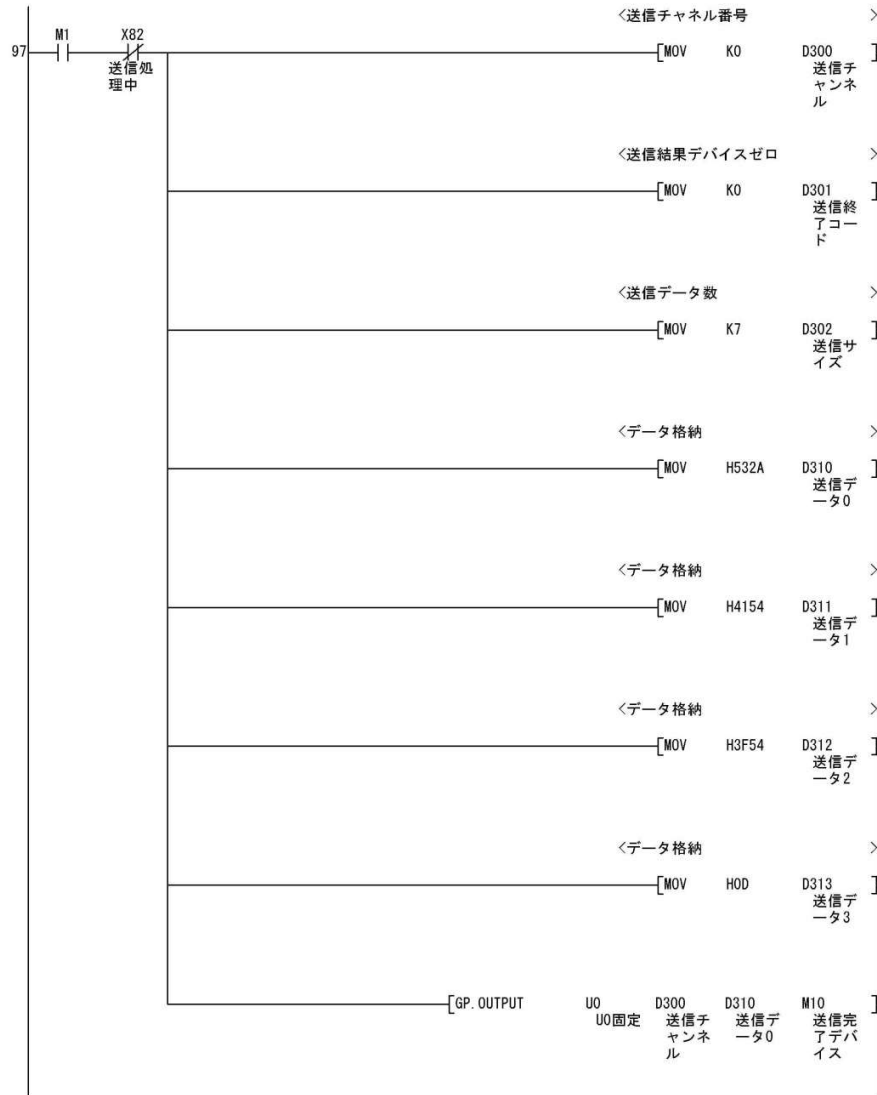 <送信チャネル番号 >
97 M1 X82 [MOV K0 D300 ]
送信処
理中
送信チ
ャンネ
ル
<送信結果デバイスゼロ >
[MOV K0 D301 ]
送信終
了コー
ド
<送信データ数 >
[MOV K7 D302 ]
送信サ
イズ
<データ格納 >
[MOV H532A D310 ]
送信デ
ータ0
<データ格納 >
[MOV H4154 D311 ]
送信デ
ータ1
<データ格納 >
[MOV H3F54 D312 ]
送信デ
ータ2
<データ格納 >
[MOV H0D D313 ]
送信デ
ータ3
[GP.OUTPUT U0 D300 D310 M10 ]
U0固定 送信チ 送信デ 送信完
ャンネ ータ0 了デバ
ル イス